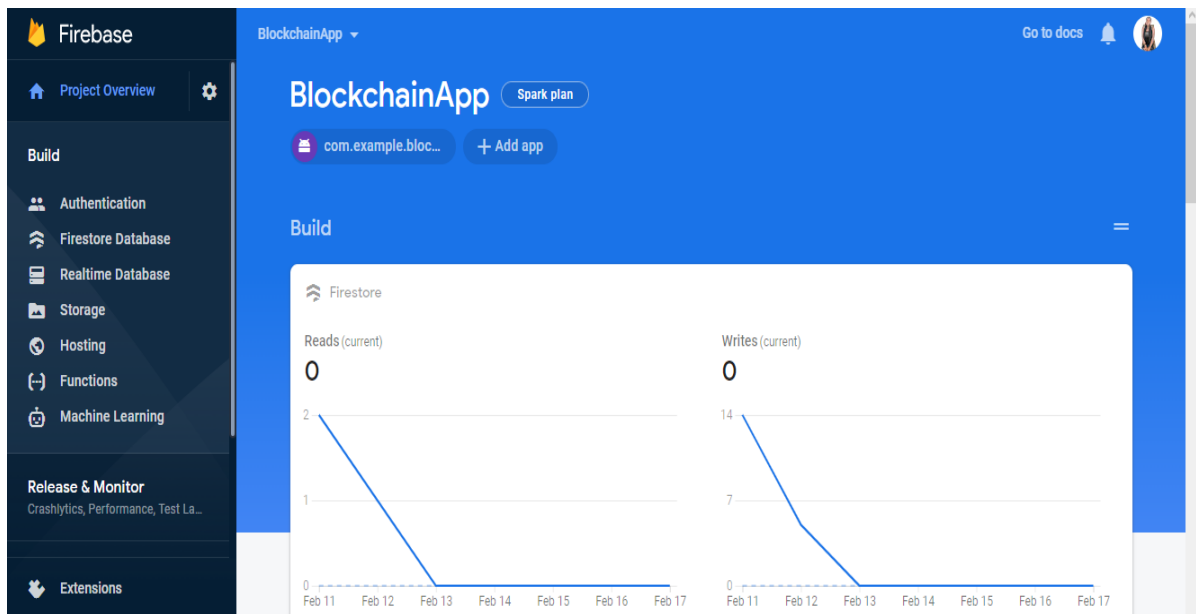 Firebase
Project Overview
Build
Authentication
Firestore Database
Realtime Database
Storage
Hosting
Functions
Machine Learning
Release & Monitor
Crashlytics, Performance, Test La...
Extensions
BlockchainApp
Go to docs
BlockchainApp Spark plan
com.example.bloc... + Add app
Build
Firestore
Reads (current)
0
2
1
0
Feb 11 Feb 12 Feb 13 Feb 14 Feb 15 Feb 16 Feb 17
Writes (current)
0
14
7
0
Feb 11 Feb 12 Feb 13 Feb 14 Feb 15 Feb 16 Feb 17